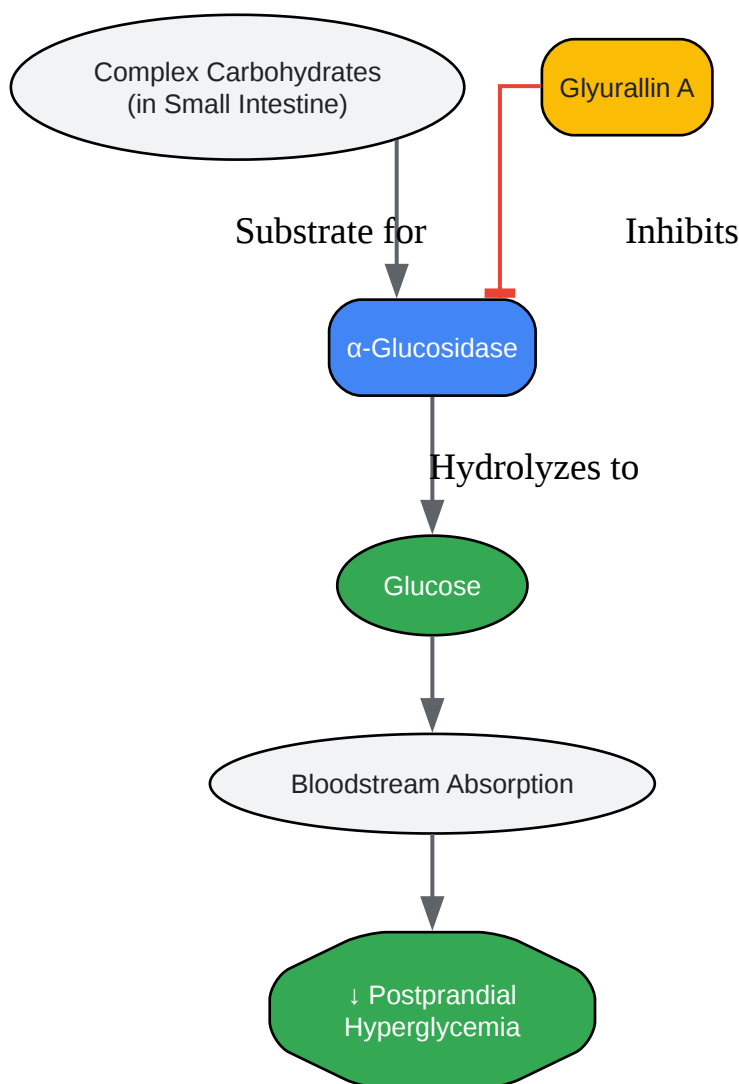 Complex Carbohydrates
(in Small Intestine)
Glyurallin A
Substrate for
Inhibits
α-Glucosidase
Hydrolyzes to
Glucose
Bloodstream Absorption
↓ Postprandial
Hyperglycemia